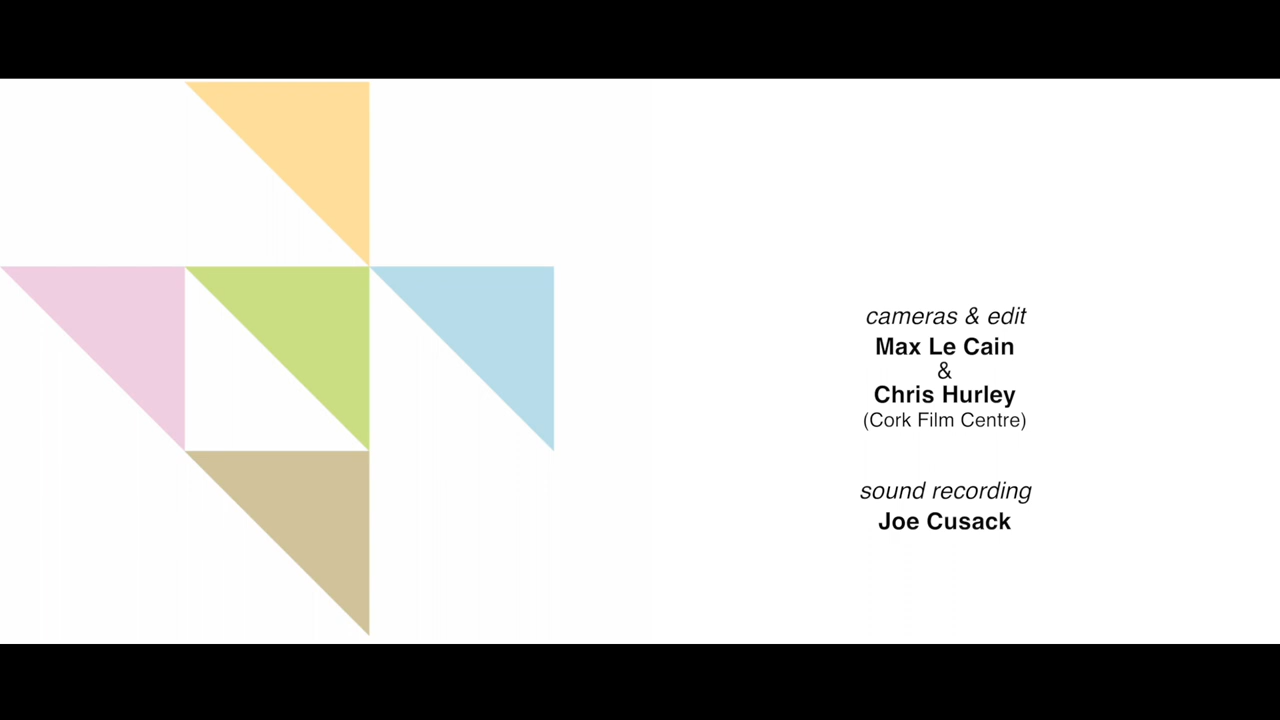 cameras & edit
Max Le Cain
&
Chris Hurley
(Cork Film Centre)
sound recording
Joe Cusack